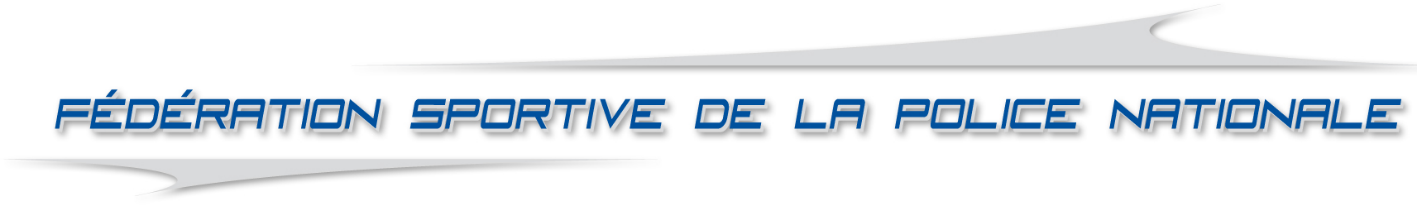 FÉDÉRATION SPORTIVE DE LA POLICE NATIONALE